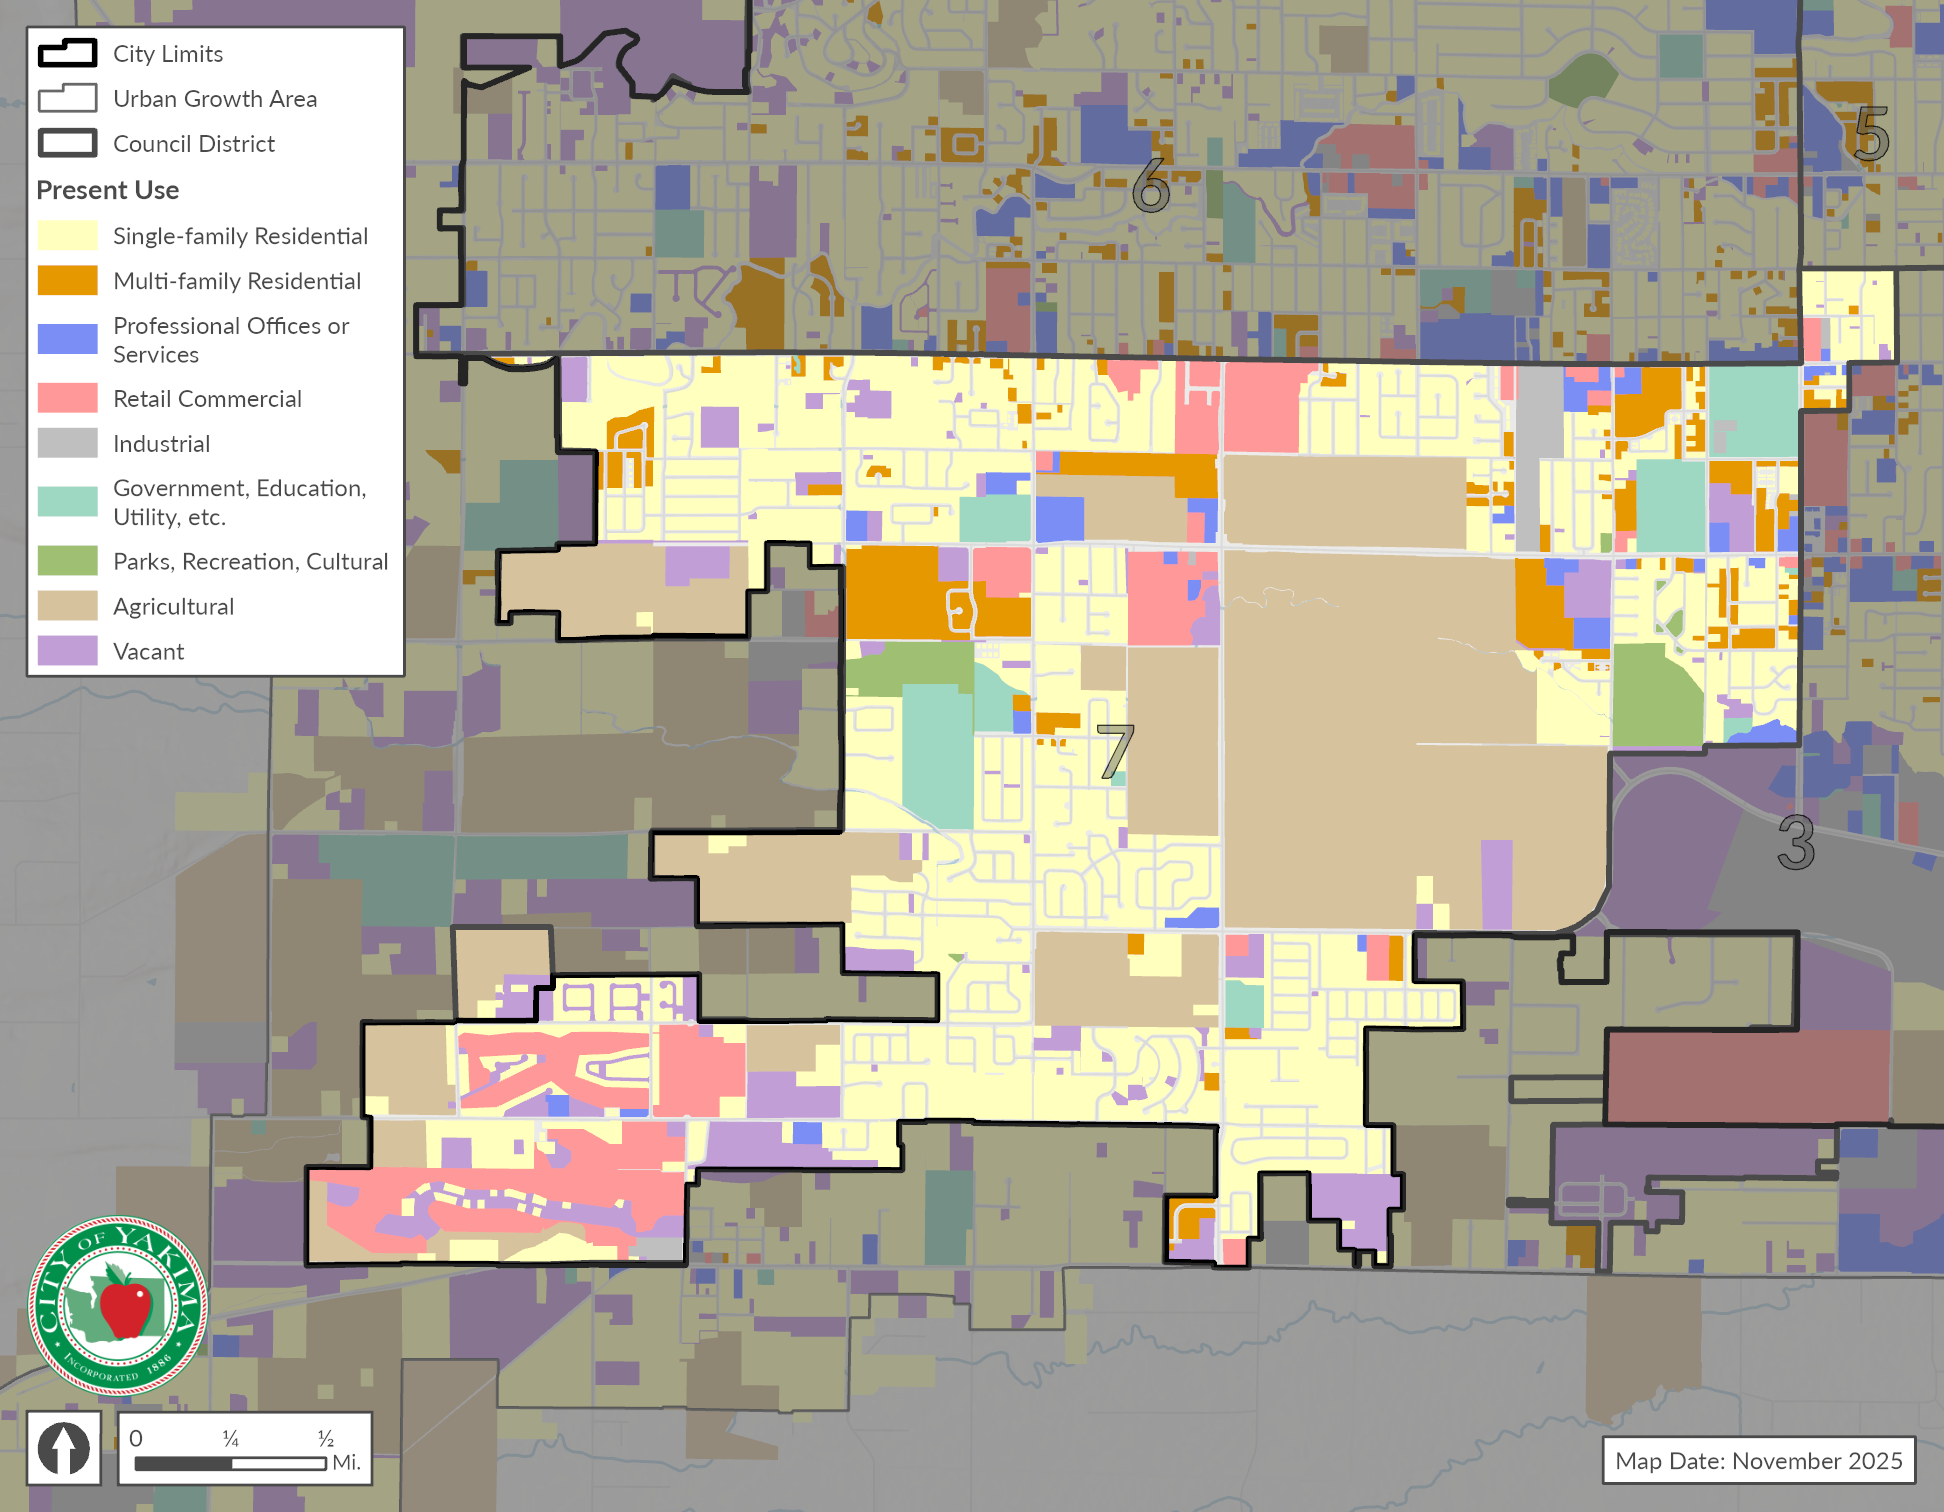 City Limits
Urban Growth Area
Council District
Present Use
Single-family Residential
Multi-family Residential
Professional Offices or
Services
Retail Commercial
Industrial
Government, Education,
Utility, etc.
Parks, Recreation, Cultural
Agricultural
Vacant
5
6
7
3
CITY OF YAKIMA
INCORPORATED 1886
0 ¼ ½
Mi.
Map Date: November 2025